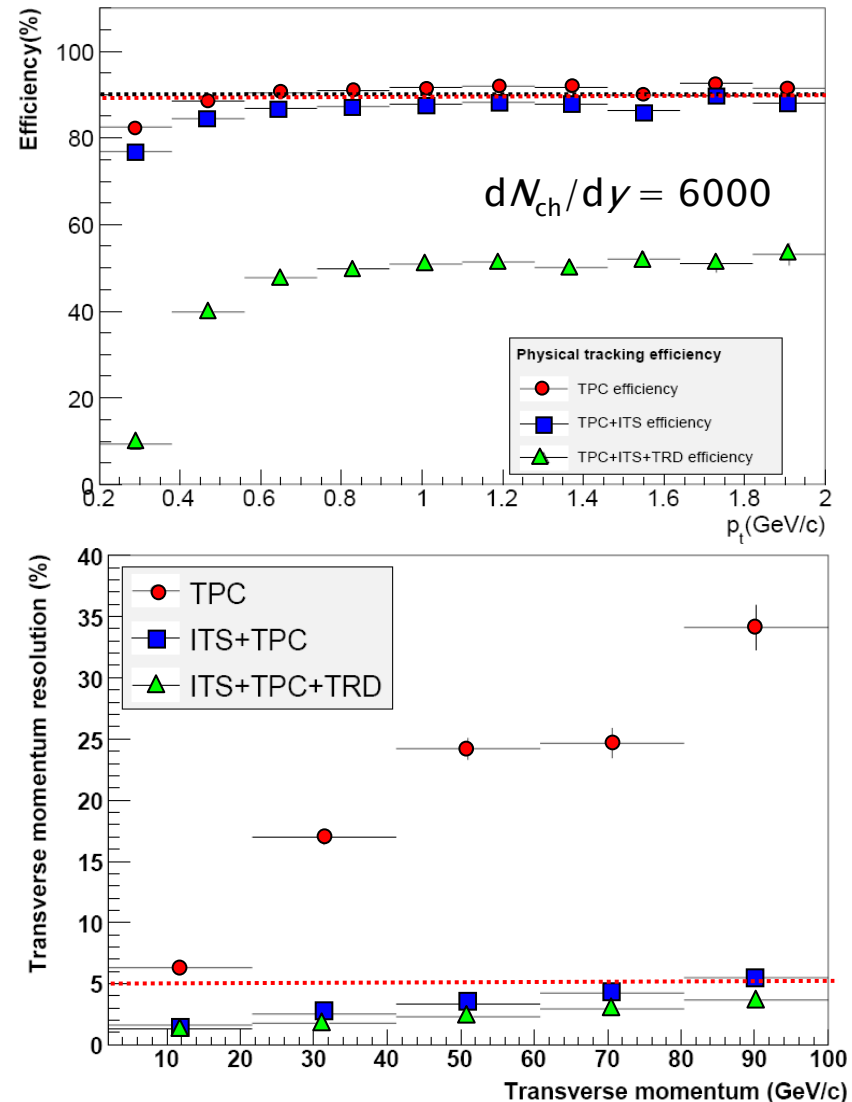 Efficiency(%)
100
80
60
40
20
0
dN_ch/dy = 6000
Physical tracking efficiency
TPC efficiency
TPC+ITS efficiency
TPC+ITS+TRD efficiency
0.2 0.4 0.6 0.8 1 1.2 1.4 1.6 1.8 2
p_t(GeV/c)
Transverse momentum resolution (%)
40
35
30
25
20
15
10
5
0
TPC
ITS+TPC
ITS+TPC+TRD
10 20 30 40 50 60 70 80 90 100
Transverse momentum (GeV/c)